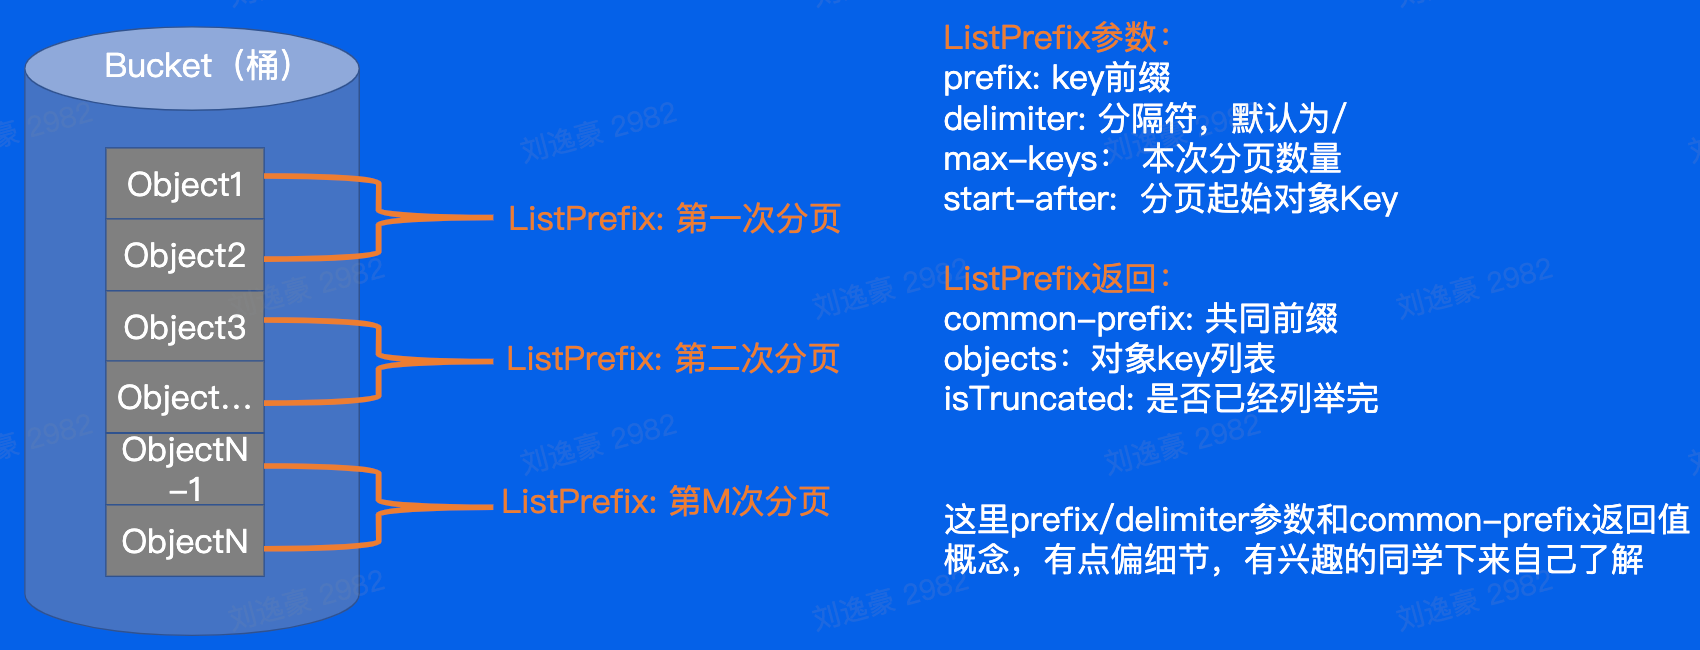 Bucket（桶）
Object1
Object2
Object3
Object...
ObjectN
-1
ObjectN
ListPrefix: 第一次分页
ListPrefix: 第二次分页
ListPrefix: 第M次分页
ListPrefix参数：
prefix: key前缀
delimiter: 分隔符，默认为/
max-keys： 本次分页数量
start-after: 分页起始对象Key
ListPrefix返回：
common-prefix: 共同前缀
objects：对象key列表
isTruncated: 是否已经列举完
这里prefix/delimiter参数和common-prefix返回值
概念，有点偏细节，有兴趣的同学下来自己了解
刘逸豪 2982